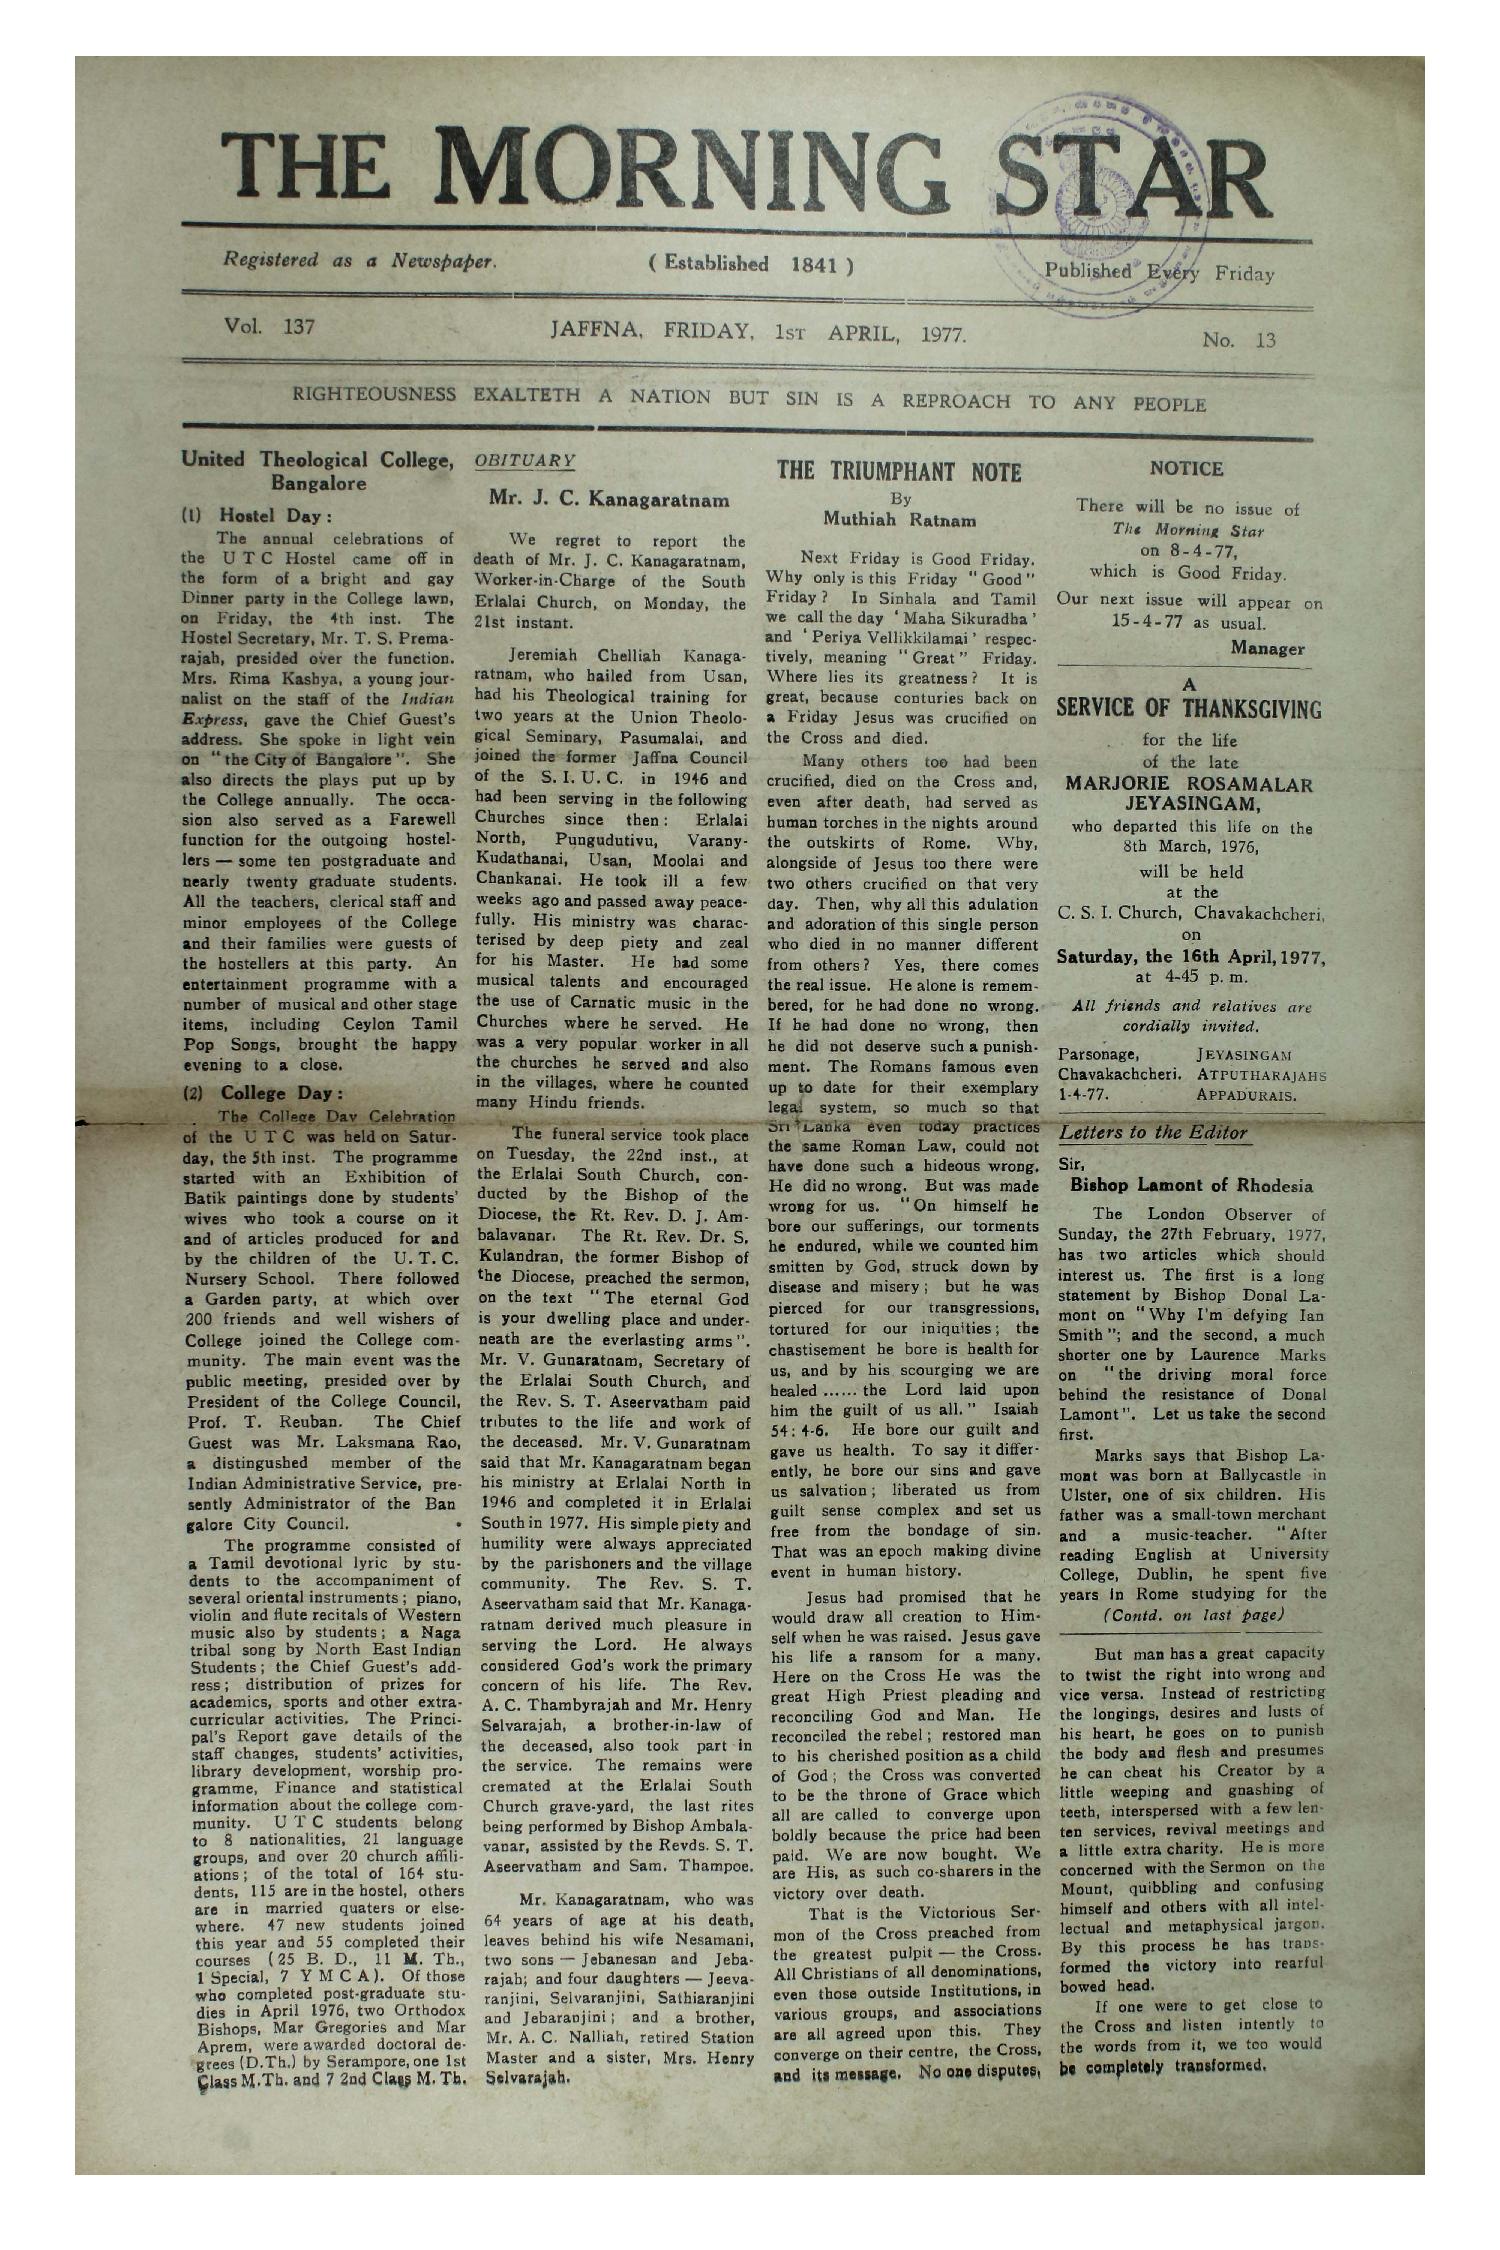 THE MORNING STAR
Registered as a Newspaper.
( Established 1841 )
Published Every Friday
Vol. 137
JAFFNA, FRIDAY, 1ST APRIL, 1977.
No. 13
RIGHTEOUSNESS EXALTETH A NATION BUT SIN IS A REPROACH TO ANY PEOPLE
United Theological College,
Bangalore
(1) Hostel Day :
The annual celebrations of
the U T C Hostel came off in
the form of a bright and gay
Dinner party in the College lawn,
on Friday, the 4th inst. The
Hostel Secretary, Mr. T. S. Prema-
rajah, presided over the function.
Mrs. Rima Kashya, a young jour-
nalist on the staff of the Indian
Express, gave the Chief Guest's
address. She spoke in light vein
on "the City of Bangalore". She
also directs the plays put up by
the College annually. The occa-
sion also served as a Farewell
function for the outgoing hostel-
lers — some ten postgraduate and
nearly twenty graduate students.
All the teachers, clerical staff and
minor employees of the College
and their families were guests of
the hostellers at this party. An
entertainment programme with a
number of musical and other stage
items, including Ceylon Tamil
Pop Songs, brought the happy
evening to a close.
(2) College Day :
The College Day Celebration
of the U T C was held on Satur-
day, the 5th inst. The programme
started with an Exhibition of
Batik paintings done by students'
wives who took a course on it
and of articles produced for and
by the children of the U. T. C.
Nursery School. There followed
a Garden party, at which over
200 friends and well wishers of
College joined the College com-
munity. The main event was the
public meeting, presided over by
President of the College Council,
Prof. T. Reuban. The Chief
Guest was Mr. Laksmana Rao,
a distingushed member of the
Indian Administrative Service, pre-
sently Administrator of the Ban
galore City Council.
The programme consisted of
a Tamil devotional lyric by stu-
dents to the accompaniment of
several oriental instruments ; piano,
violin and flute recitals of Western
music also by students ; a Naga
tribal song by North East Indian
Students ; the Chief Guest's add-
ress ; distribution of prizes for
academics, sports and other extra-
curricular activities. The Princi-
pal's Report gave details of the
staff changes, students' activities,
library development, worship pro-
gramme, Finance and statistical
information about the college com-
munity. U T C students belong
to 8 nationalities, 21 language
groups, and over 20 church affili-
ations ; of the total of 164 stu-
dents, 115 are in the hostel, others
are in married quaters or else-
where. 47 new students joined
this year and 55 completed their
courses ( 25 B. D., 11 M. Th.,
1 Special, 7 Y M C A ). Of those
who completed post-graduate stu-
dies in April 1976, two Orthodox
Bishops, Mar Gregories and Mar
Aprem, were awarded doctoral de-
grees (D.Th.) by Serampore, one 1st
Class M.Th. and 7 2nd Class M. Th.
OBITUARY
Mr. J. C. Kanagaratnam
We regret to report the
death of Mr. J. C. Kanagaratnam,
Worker-in-Charge of the South
Erlalai Church, on Monday, the
21st instant.
Jeremiah Chelliah Kanaga-
ratnam, who hailed from Usan,
had his Theological training for
two years at the Union Theolo-
gical Seminary, Pasumalai, and
joined the former Jaffna Council
of the S. I. U. C. in 1946 and
had been serving in the following
Churches since then : Erlalai
North, Pungudutivu, Varany-
Kudathanai, Usan, Moolai and
Chankanai. He took ill a few
weeks ago and passed away peace-
fully. His ministry was charac-
terised by deep piety and zeal
for his Master. He had some
musical talents and encouraged
the use of Carnatic music in the
Churches where he served. He
was a very popular worker in all
the churches he served and also
in the villages, where he counted
many Hindu friends.
The funeral service took place
on Tuesday, the 22nd inst., at
the Erlalai South Church, con-
ducted by the Bishop of the
Diocese, the Rt. Rev. D. J. Am-
balavanar. The Rt. Rev. Dr. S.
Kulandran, the former Bishop of
the Diocese, preached the sermon,
on the text "The eternal God
is your dwelling place and under-
neath are the everlasting arms".
Mr. V. Gunaratnam, Secretary of
the Erlalai South Church, and
the Rev. S. T. Aseervatham paid
tributes to the life and work of
the deceased. Mr. V. Gunaratnam
said that Mr. Kanagaratnam began
his ministry at Erlalai North in
1946 and completed it in Erlalai
South in 1977. His simple piety and
humility were always appreciated
by the parishoners and the village
community. The Rev. S. T.
Aseervatham said that Mr. Kanaga-
ratnam derived much pleasure in
serving the Lord. He always
considered God's work the primary
concern of his life. The Rev.
A. C. Thambyrajah and Mr. Henry
Selvarajah, a brother-in-law of
the deceased, also took part in
the service. The remains were
cremated at the Erlalai South
Church grave-yard, the last rites
being performed by Bishop Ambala-
vanar, assisted by the Revds. S. T.
Aseervatham and Sam. Thampoe.
Mr. Kanagaratnam, who was
64 years of age at his death,
leaves behind his wife Nesamani,
two sons — Jebanesan and Jeba-
rajah; and four daughters — Jeeva-
ranjini, Selvaranjini, Sathiaranjini
and Jebaranjini ; and a brother,
Mr. A. C. Nalliah, retired Station
Master and a sister, Mrs. Henry
Selvarajah.
THE TRIUMPHANT NOTE
By
Muthiah Ratnam
Next Friday is Good Friday.
Why only is this Friday "Good"
Friday ? In Sinhala and Tamil
we call the day 'Maha Sikuradha'
and 'Periya Vellikkilamai' respec-
tively, meaning "Great" Friday.
Where lies its greatness ? It is
great, because conturies back on
a Friday Jesus was crucified on
the Cross and died.
Many others too had been
crucified, died on the Cross and,
even after death, had served as
human torches in the nights around
the outskirts of Rome. Why,
alongside of Jesus too there were
two others crucified on that very
day. Then, why all this adulation
and adoration of this single person
who died in no manner different
from others ? Yes, there comes
the real issue. He alone is remem-
bered, for he had done no wrong.
If he had done no wrong, then
he did not deserve such a punish-
ment. The Romans famous even
up to date for their exemplary
legal system, so much so that
Sri Lanka even today practices
the same Roman Law, could not
have done such a hideous wrong.
He did no wrong. But was made
wrong for us. "On himself he
bore our sufferings, our torments
he endured, while we counted him
smitten by God, struck down by
disease and misery ; but he was
pierced for our transgressions,
tortured for our iniquities ; the
chastisement he bore is health for
us, and by his scourging we are
healed ...... the Lord laid upon
him the guilt of us all." Isaiah
54 : 4-6. He bore our guilt and
gave us health. To say it differ-
ently, he bore our sins and gave
us salvation ; liberated us from
guilt sense complex and set us
free from the bondage of sin.
That was an epoch making divine
event in human history.
Jesus had promised that he
would draw all creation to Him-
self when he was raised. Jesus gave
his life a ransom for a many.
Here on the Cross He was the
great High Priest pleading and
reconciling God and Man. He
reconciled the rebel ; restored man
to his cherished position as a child
of God ; the Cross was converted
to be the throne of Grace which
all are called to converge upon
boldly because the price had been
paid. We are now bought. We
are His, as such co-sharers in the
victory over death.
That is the Victorious Ser-
mon of the Cross preached from
the greatest pulpit — the Cross.
All Christians of all denominations,
even those outside Institutions, in
various groups, and associations
are all agreed upon this. They
converge on their centre, the Cross,
and its message. No one disputes,
NOTICE
There will be no issue of
The Morning Star
on 8-4-77,
which is Good Friday.
Our next issue will appear on
15-4-77 as usual.
Manager
A
SERVICE OF THANKSGIVING
for the life
of the late
MARJORIE ROSAMALAR
JEYASINGAM,
who departed this life on the
8th March, 1976,
will be held
at the
C. S. I. Church, Chavakachcheri,
on
Saturday, the 16th April, 1977,
at 4-45 p. m.
All friends and relatives are
cordially invited.
Parsonage, JEYASINGAM
Chavakachcheri. ATPUTHARAJAHS
1-4-77. APPADURAIS.
Letters to the Editor
Sir,
Bishop Lamont of Rhodesia
The London Observer of
Sunday, the 27th February, 1977,
has two articles which should
interest us. The first is a long
statement by Bishop Donal La-
mont on "Why I'm defying Ian
Smith"; and the second, a much
shorter one by Laurence Marks
on "the driving moral force
behind the resistance of Donal
Lamont". Let us take the second
first.
Marks says that Bishop La-
mont was born at Ballycastle in
Ulster, one of six children. His
father was a small-town merchant
and a music-teacher. "After
reading English at University
College, Dublin, he spent five
years in Rome studying for the
(Contd. on last page)
But man has a great capacity
to twist the right into wrong and
vice versa. Instead of restricting
the longings, desires and lusts of
his heart, he goes on to punish
the body and flesh and presumes
he can cheat his Creator by a
little weeping and gnashing of
teeth, interspersed with a few len-
ten services, revival meetings and
a little extra charity. He is more
concerned with the Sermon on the
Mount, quibbling and confusing
himself and others with all intel-
lectual and metaphysical jargon.
By this process he has trans-
formed the victory into rearful
bowed head.
If one were to get close to
the Cross and listen intently to
the words from it, we too would
be completely transformed.